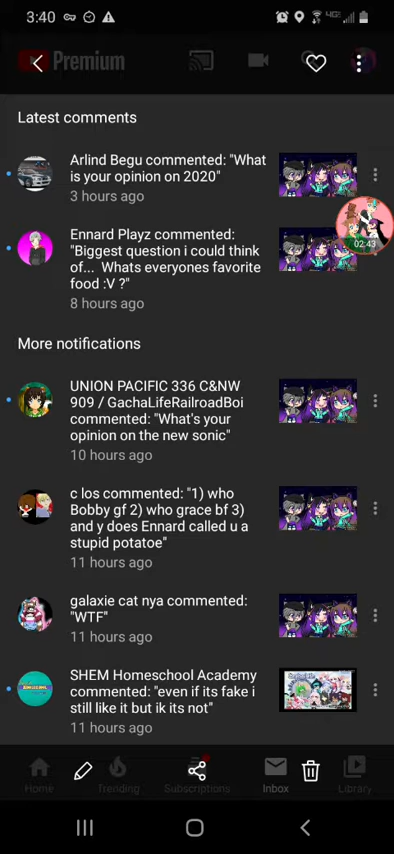 3:40
Premium
Latest comments
Arlind Begu commented: "What
is your opinion on 2020"
3 hours ago
Ennard Playz commented:
"Biggest question i could think
of... Whats everyones favorite
food :V ?"
8 hours ago
02:43
More notifications
UNION PACIFIC 336 C&NW
909 / GachaLifeRailroadBoi
commented: "What's your
opinion on the new sonic"
10 hours ago
c los commented: "1) who
Bobby gf 2) who grace bf 3)
and y does Ennard called u a
stupid potatoe"
11 hours ago
galaxie cat nya commented:
"WTF"
11 hours ago
SHEM Homeschool Academy
commented: "even if its fake i
still like it but ik its not"
11 hours ago
Home
Trending
Subscriptions
Inbox
Library